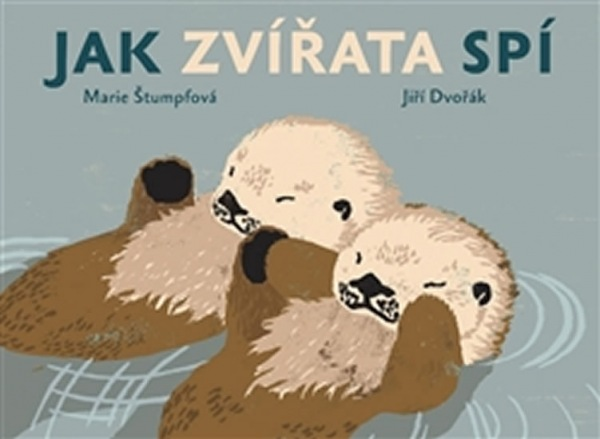 JAK ZVÍŘATA SPÍ
Marie Štumpfová Jiří Dvořák